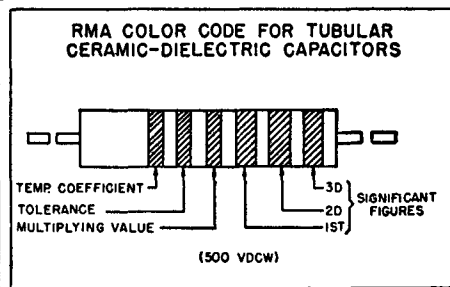 RMA COLOR CODE FOR TUBULAR
CERAMIC-DIELECTRIC CAPACITORS
TEMP. COEFFICIENT
TOLERANCE
MULTIPLYING VALUE
3D
2D
1ST
SIGNIFICANT
FIGURES
(500 VDCW)